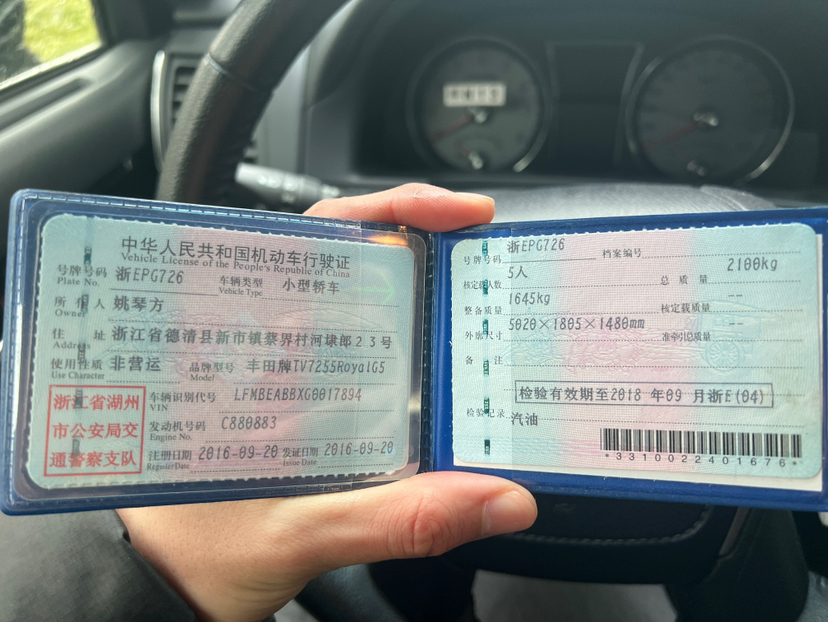 中华人民共和国机动车行驶证
Vehicle License of the People's Republic of China
号牌号码 浙EPG726 车辆类型 小型轿车
Plate No. Vehicle Type
所有人 姚琴方
Owner
住址 浙江省德清县新市镇蔡界村河埭郎23号
Address
使用性质 非营运 品牌型号 丰田牌TV7255RoyalG5
Use Character Model
浙江省湖州
市公安局交
通警察支队
车辆识别代号 LFMBEABBXG0017894
VIN
发动机号码 C880883
Engine No.
注册日期 2016-09-20 发证日期 2016-09-20
Register Date Issue Date
号牌号码 浙EPG726 档案编号
核定载人数 5人 总质量 2100kg
整备质量 1645kg 核定载质量 --
外廓尺寸 5020×1805×1480mm 准牵引总质量 --
备注
检验有效期至2018 年09 月浙E(04)
检验记录 汽油
*3310022401676*